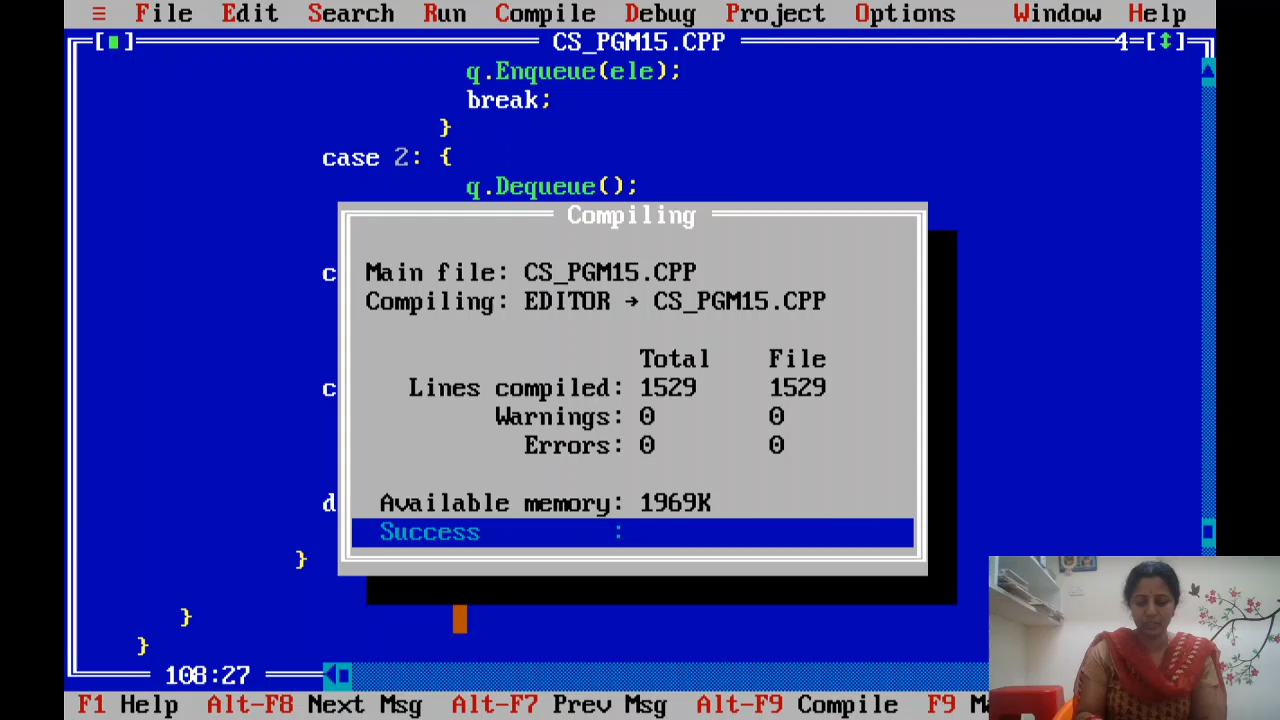 ≡ File Edit Search Run Compile Debug Project Options Window Help
[■] CS_PGM15.CPP 4=[↕]
q.Enqueue(ele);
break;
}
case 2: {
q.Dequeue();
Compiling
c Main file: CS_PGM15.CPP
Compiling: EDITOR → CS_PGM15.CPP
Total File
c Lines compiled: 1529 1529
Warnings: 0 0
Errors: 0 0
d Available memory: 1969K
Success :
}
}
}
108:27
F1 Help Alt-F8 Next Msg Alt-F7 Prev Msg Alt-F9 Compile F9